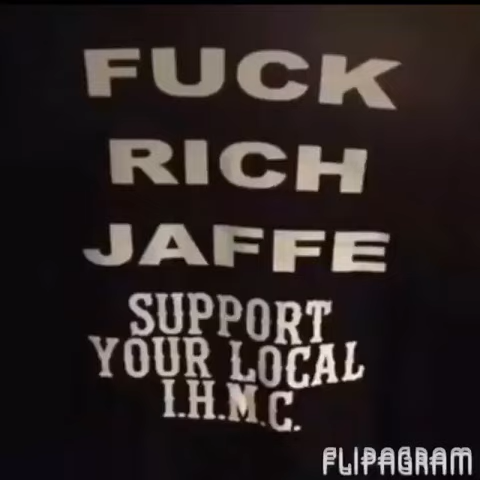 FUCK
RICH
JAFFE
SUPPORT
YOUR LOCAL
I.H.M.C.
FLIPAGRAM